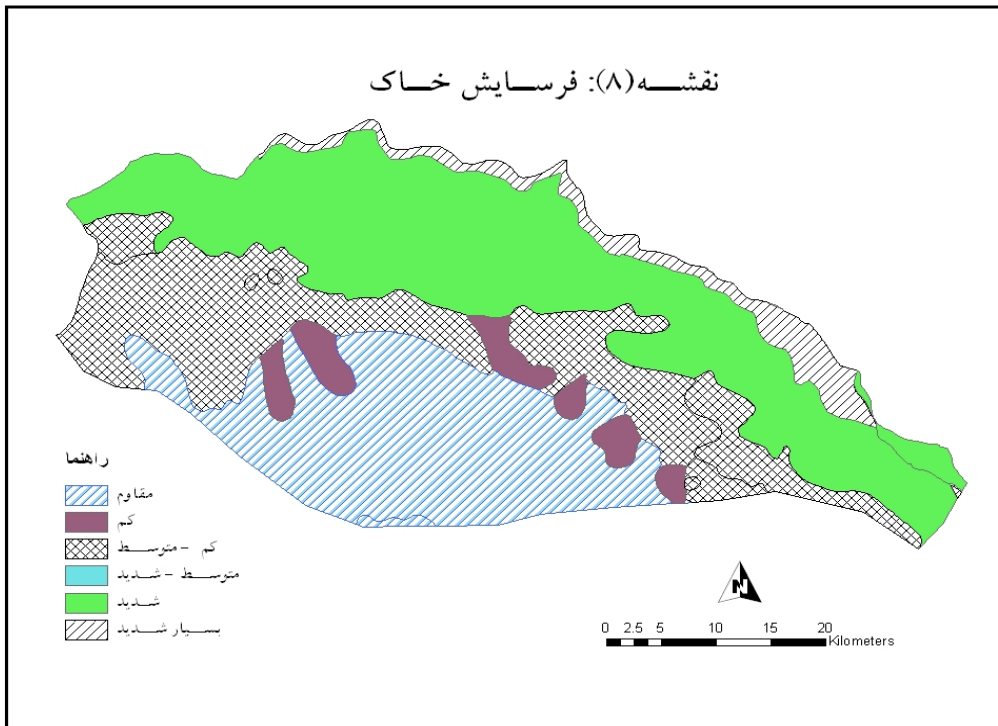 نقشه(۸): فرسایش خاک
راهنما
مقاوم
کم
کم - متوسط
متوسط - شدید
شدید
بسیار شدید
N
0 2.5 5 10 15 20
Kilometers